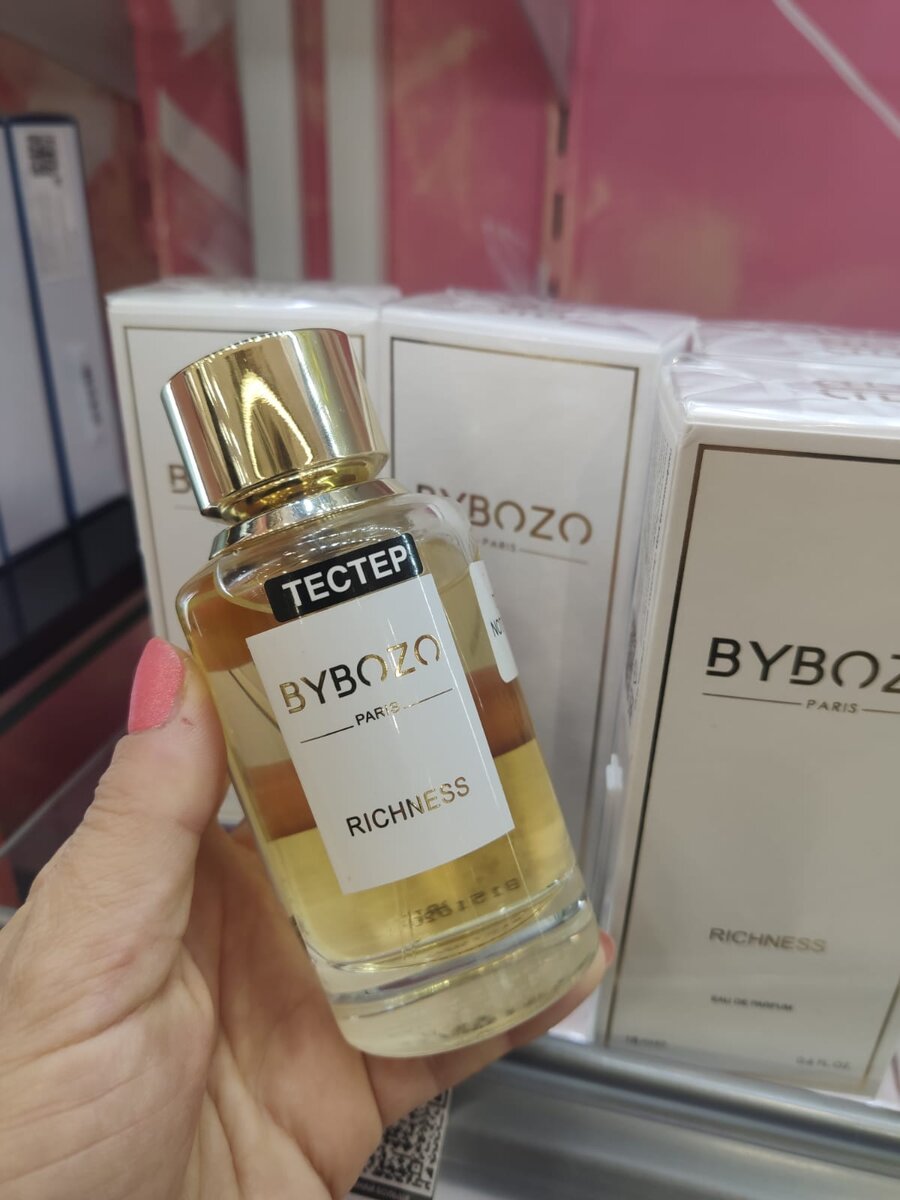 ТЕСТЕР
BYBOZO
PARIS
RICHNESS
BYBOZO
PARIS
BYBOZ
PARIS
RICHNESS
EAU DE PARFUM